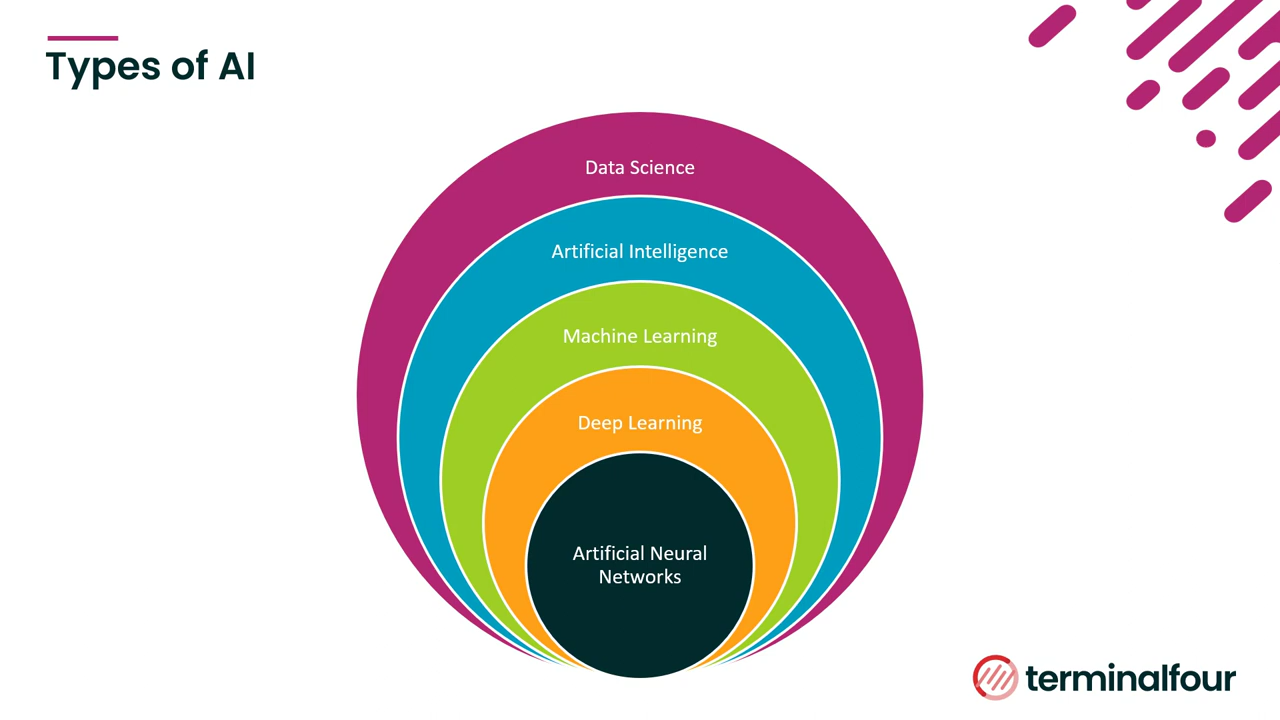 Types of AI
Data Science
Artificial Intelligence
Machine Learning
Deep Learning
Artificial Neural
Networks
terminalfour